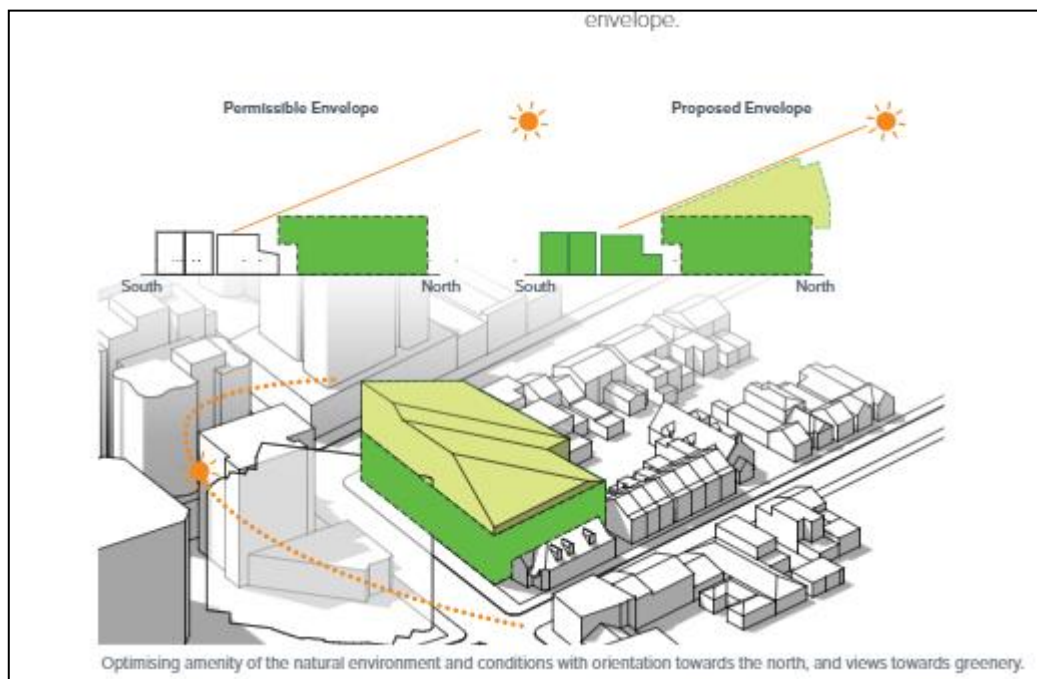 envelope.
Permissible Envelope
Proposed Envelope
South
North
South
North
Optimising amenity of the natural environment and conditions with orientation towards the north, and views towards greenery.